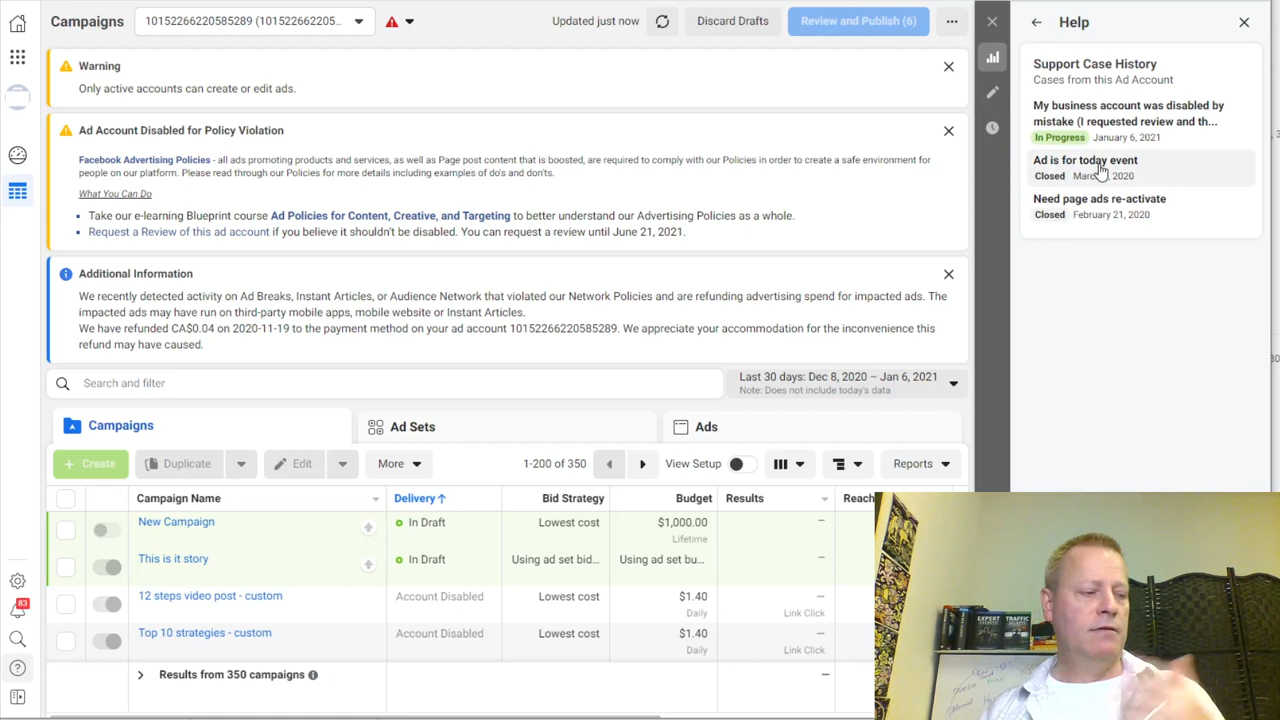 Campaigns
10152266220585289 (101522662205...
Updated just now
Discard Drafts
Review and Publish (6)
Warning
Only active accounts can create or edit ads.
Ad Account Disabled for Policy Violation
Facebook Advertising Policies - all ads promoting products and services, as well as Page post content that is boosted, are required to comply with our Policies in order to create a safe environment for
people on our platform. Please read through our Policies for more details including examples of do's and don'ts.
What You Can Do
• Take our e-learning Blueprint course Ad Policies for Content, Creative, and Targeting to better understand our Advertising Policies as a whole.
• Request a Review of this ad account if you believe it shouldn't be disabled. You can request a review until June 21, 2021.
Additional Information
We recently detected activity on Ad Breaks, Instant Articles, or Audience Network that violated our Network Policies and are refunding advertising spend for impacted ads. The
impacted ads may have run on third-party mobile apps, mobile website or Instant Articles.
We have refunded CA$0.04 on 2020-11-19 to the payment method on your ad account 10152266220585289. We appreciate your accommodation for the inconvenience this
refund may have caused.
Search and filter
Last 30 days: Dec 8, 2020 – Jan 6, 2021
Note: Does not include today's data
Campaigns
Ad Sets
Ads
+ Create
Duplicate
Edit
More
1-200 of 350
View Setup
Reports
Campaign Name
Delivery ↑
Bid Strategy
Budget
Results
Reach
New Campaign
In Draft
Lowest cost
$1,000.00
Lifetime
–
This is it story
In Draft
Using ad set bid...
Using ad set bu...
–
12 steps video post - custom
Account Disabled
Lowest cost
$1.40
Daily
–
Link Click
Top 10 strategies - custom
Account Disabled
Lowest cost
$1.40
Daily
–
Link Click
Results from 350 campaigns
–
83
Help
Support Case History
Cases from this Ad Account
My business account was disabled by
mistake (I requested review and th...
In Progress January 6, 2021
Ad is for today event
Closed
2020
Need page ads re-activate
Closed February 21, 2020
EXPERT
SECRETS
TRAFFIC
SECRETS